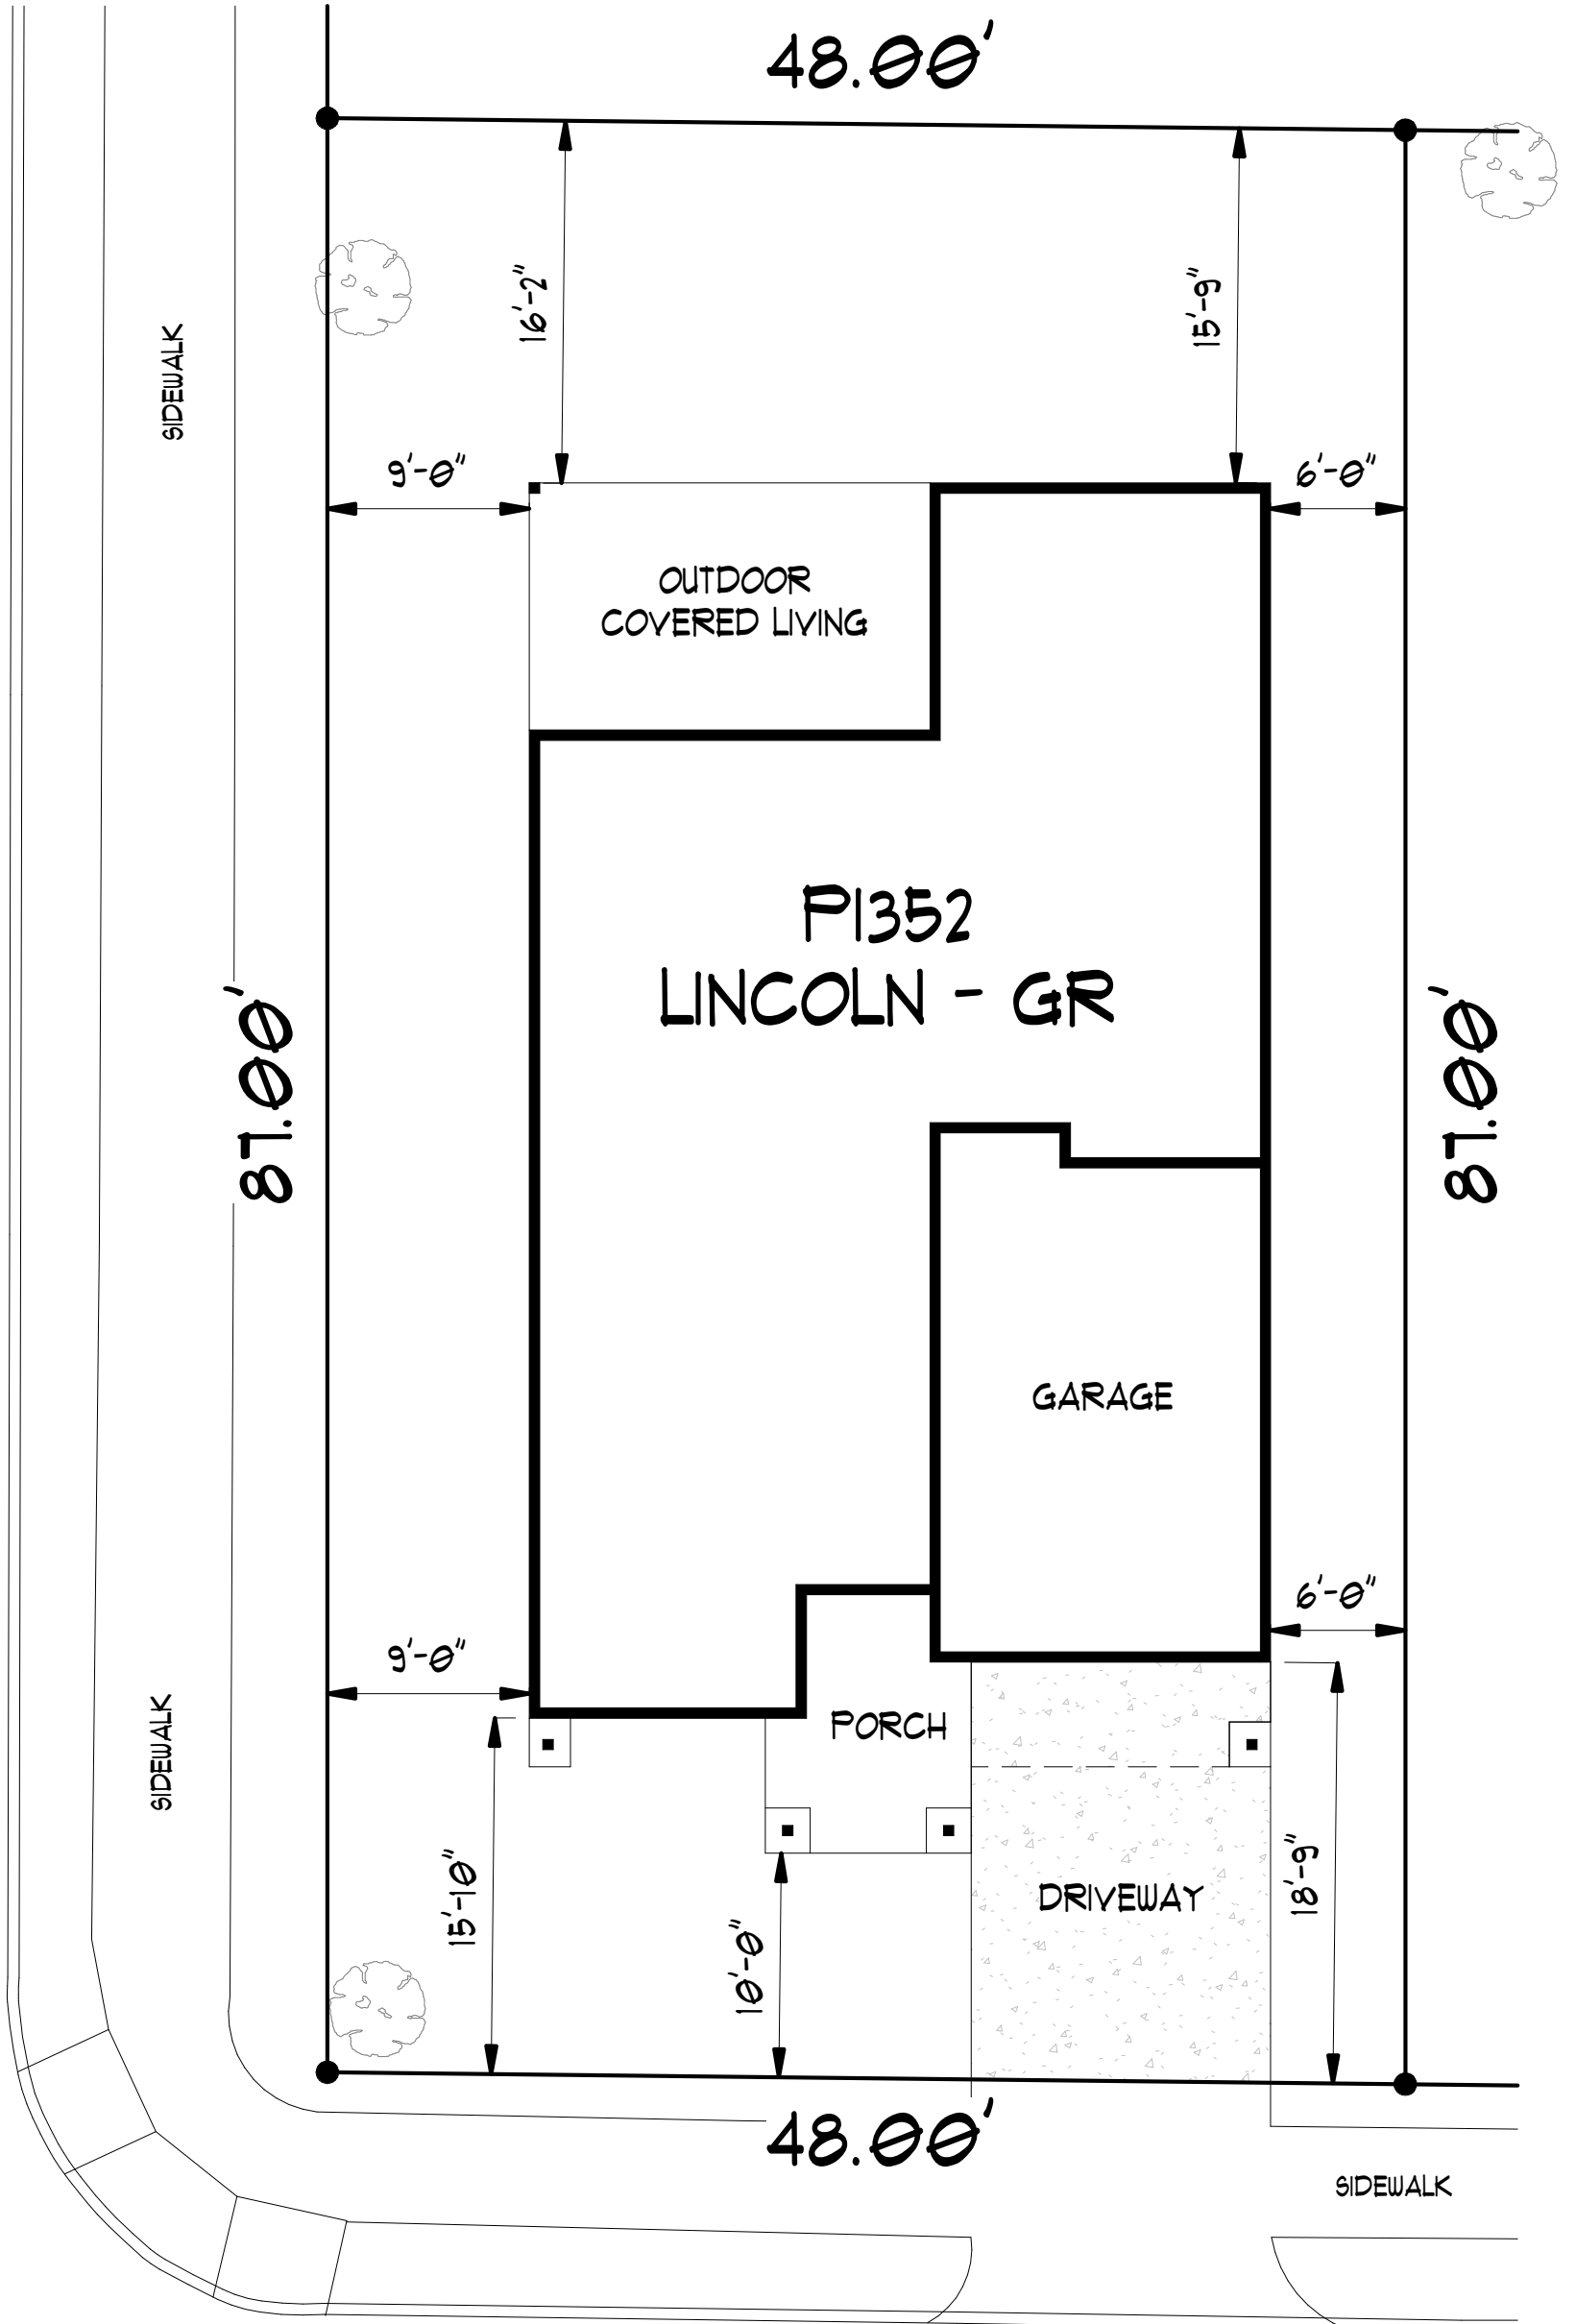 48.00'
16'-2"
15'-9"
SIDEWALK
9'-0"
6'-0"
OUTDOOR
COVERED LIVING
P1352
LINCOLN - GR
87.00'
87.00'
GARAGE
6'-0"
9'-0"
SIDEWALK
PORCH
15'-10"
18'-9"
DRIVEWAY
10'-0"
48.00'
SIDEWALK